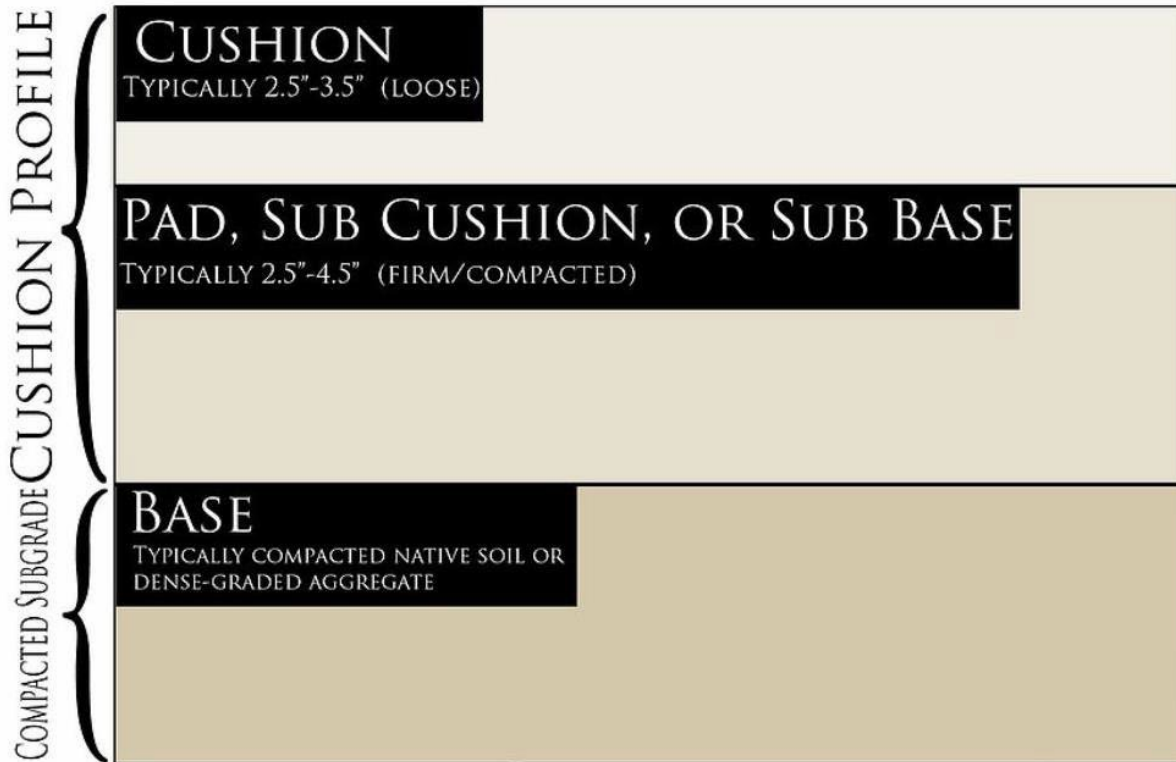 CUSHION PROFILE
CUSHION
TYPICALLY 2.5"-3.5" (LOOSE)
PAD, SUB CUSHION, OR SUB BASE
TYPICALLY 2.5"-4.5" (FIRM/COMPACTED)
COMPACTED SUBGRADE
BASE
TYPICALLY COMPACTED NATIVE SOIL OR
DENSE-GRADED AGGREGATE